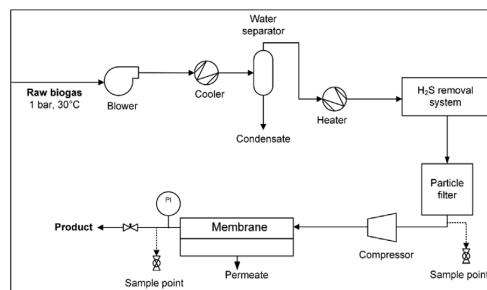 Water
separator
Raw biogas
1 bar, 30°C
Blower
Cooler
Condensate
Heater
H₂S removal
system
Particle
filter
PI
Product
Membrane
Compressor
Sample point
Permeate
Sample point